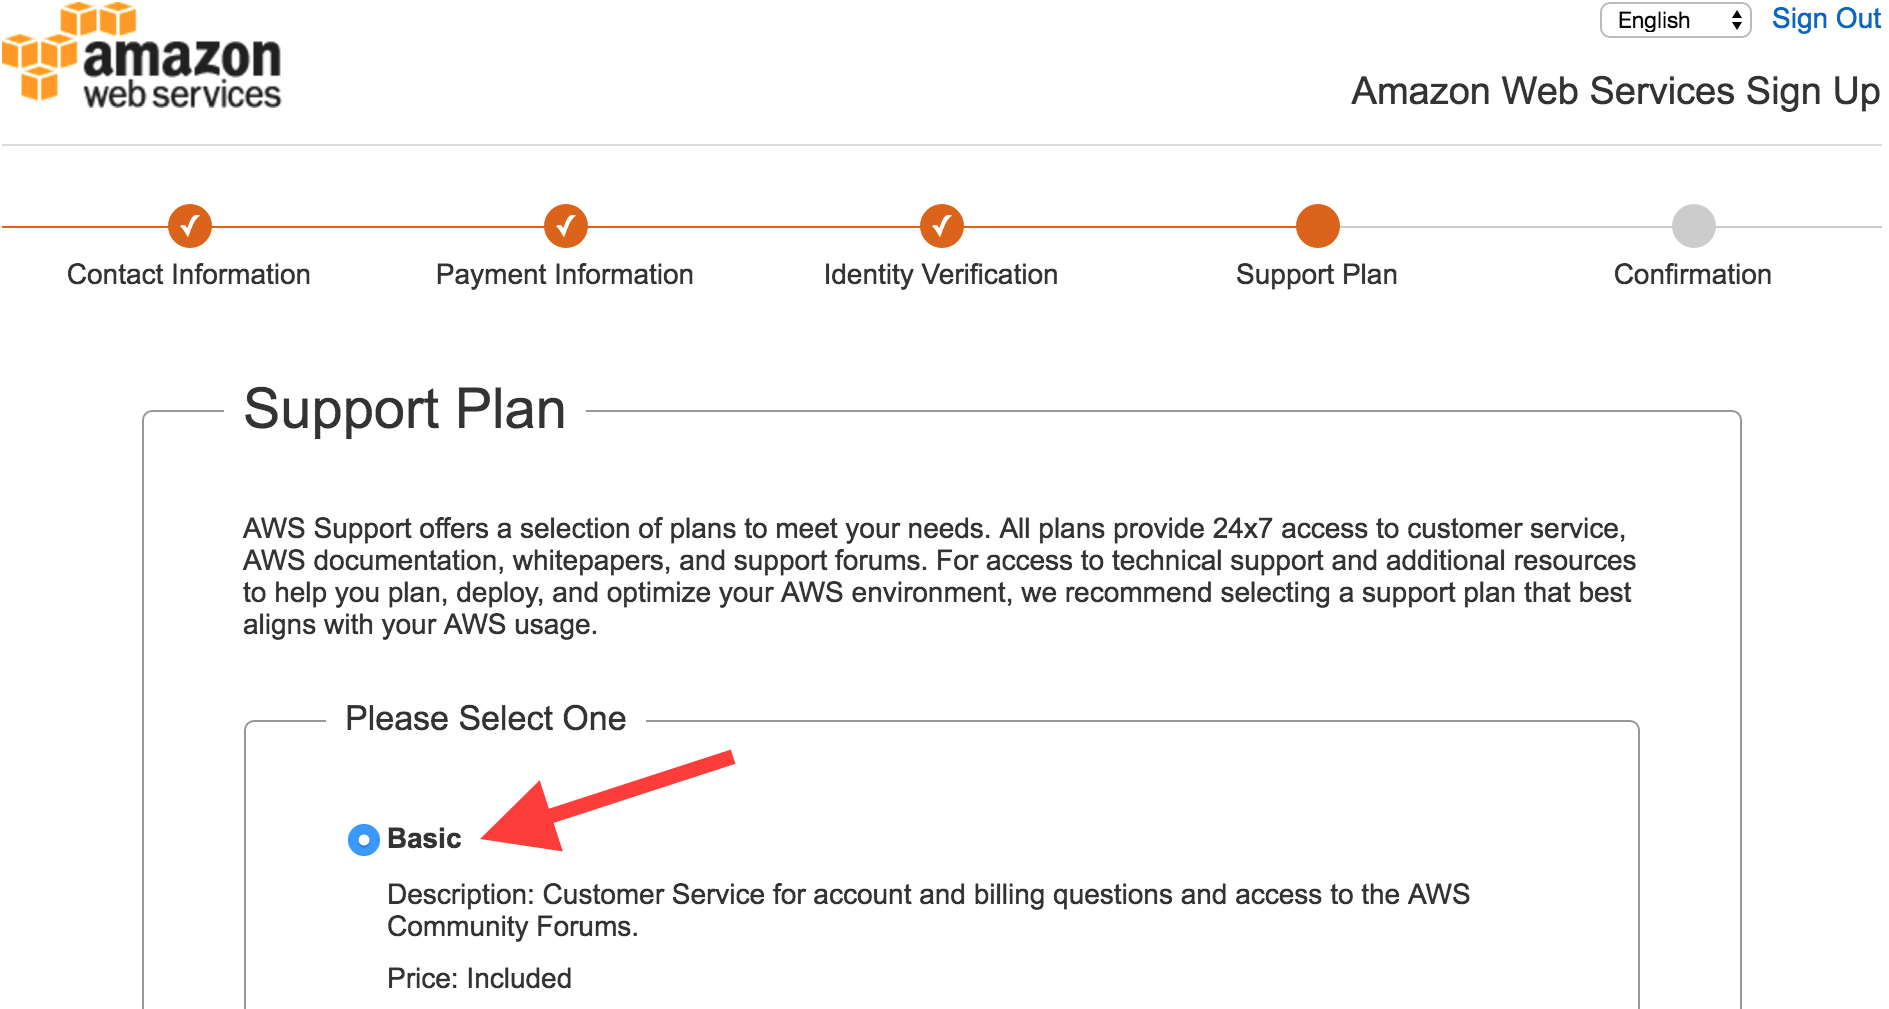 amazon
web services
English
Sign Out
Amazon Web Services Sign Up
Contact Information
Payment Information
Identity Verification
Support Plan
Confirmation
Support Plan
AWS Support offers a selection of plans to meet your needs. All plans provide 24x7 access to customer service,
AWS documentation, whitepapers, and support forums. For access to technical support and additional resources
to help you plan, deploy, and optimize your AWS environment, we recommend selecting a support plan that best
aligns with your AWS usage.
Please Select One
Basic
Description: Customer Service for account and billing questions and access to the AWS
Community Forums.
Price: Included